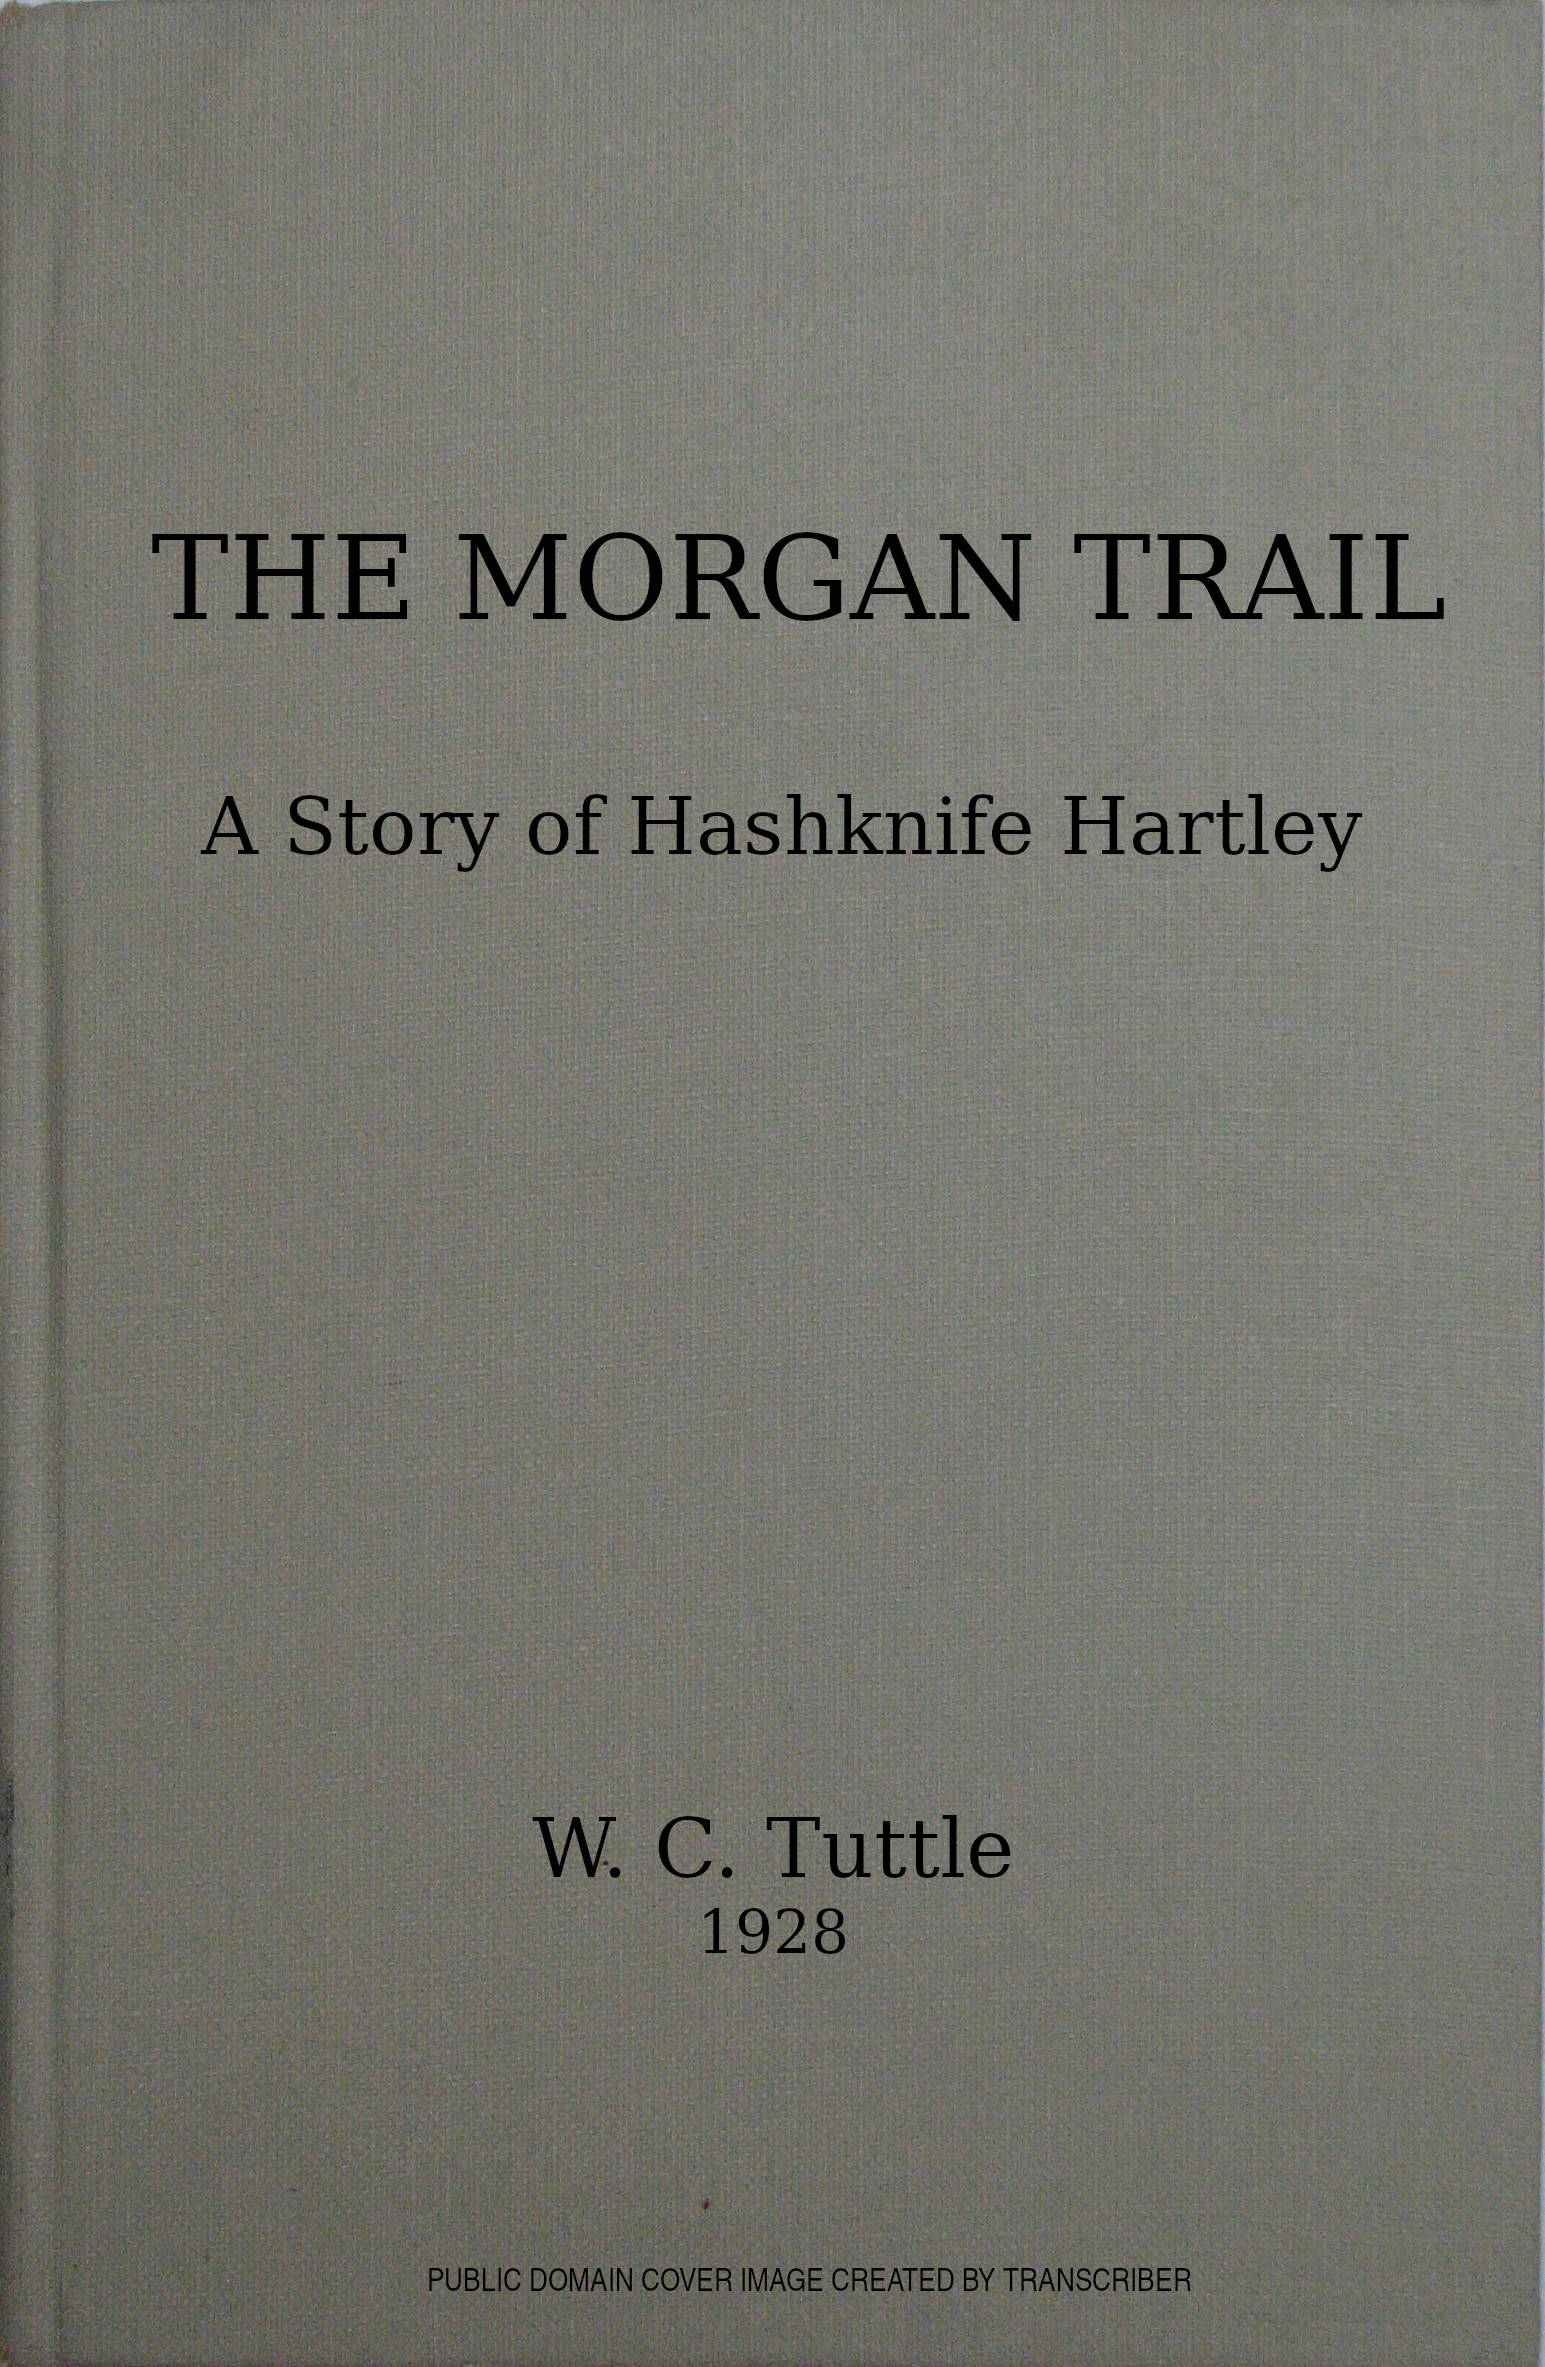 THE MORGAN TRAIL
A Story of Hashknife Hartley
W. C. Tuttle
1928
PUBLIC DOMAIN COVER IMAGE CREATED BY TRANSCRIBER